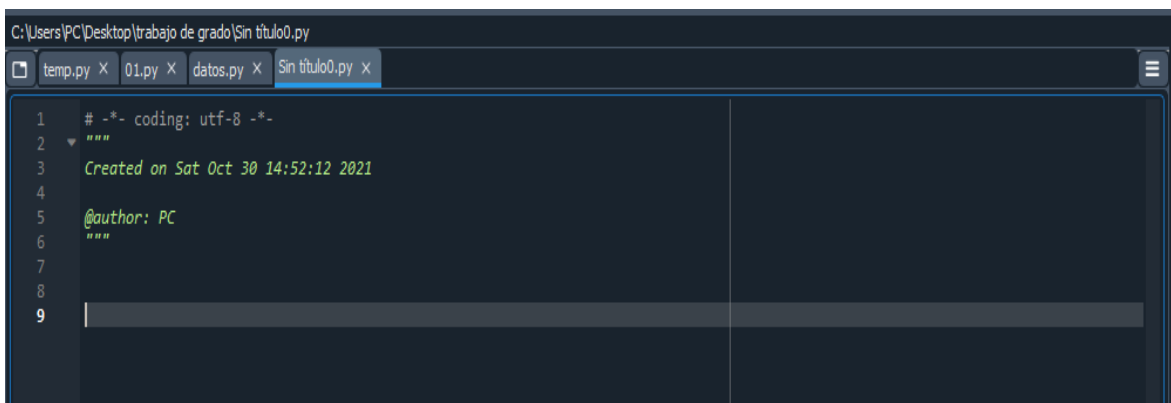 C:\Users\PC\Desktop\trabajo de grado\Sin título0.py
temp.py × 01.py × datos.py × Sin título0.py ×
1 # -*- coding: utf-8 -*-
2 """
3 Created on Sat Oct 30 14:52:12 2021
4
5 @author: PC
6 """
7
8
9